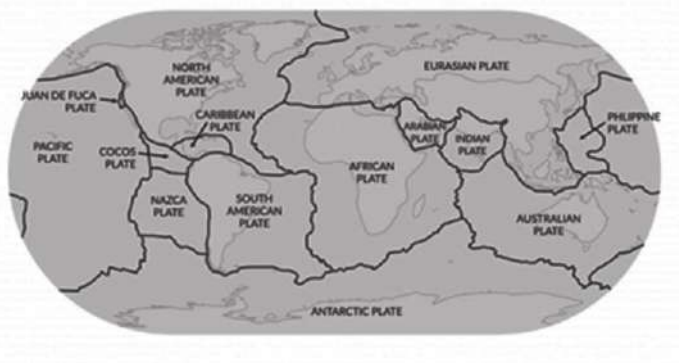 NORTH
AMERICAN
PLATE
EURASIAN PLATE
JUAN DE FUCA
PLATE
CARIBBEAN
PLATE
PHLIPPINE
PLATE
ARABIAN
PLATE
INDIAN
PLATE
PACIFIC
PLATE
COCOS
PLATE
AFRICAN
PLATE
NAZCA
PLATE
SOUTH
AMERICAN
PLATE
AUSTRALIAN
PLATE
ANTARCTIC PLATE